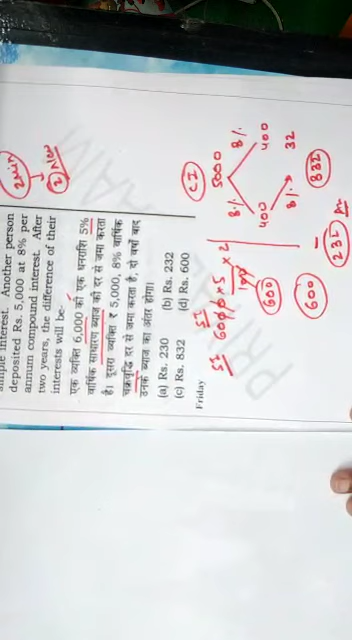 simple interest. Another person
deposited Rs. 5,000 at 8% per
annum compound interest. After
two years, the difference of their
interests will be-
एक व्यक्ति 6,000 को एक धनराशि 5%
वार्षिक साधारण ब्याज की दर से जमा करता
है। दूसरा व्यक्ति ₹ 5,000, 8% वार्षिक
चक्रवृद्धि दर से जमा करता है, दो वर्षों बाद
उनके ब्याज का अंतर होगा।
(a) Rs. 230 (b) Rs. 232
(c) Rs. 832 (d) Rs. 600
Friday
2 New
CI
5000
8% 8%
400 400
8% 32
832
SI 6000 × 5 × 2
100
600
600